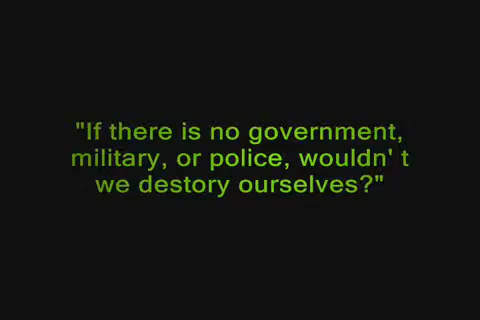 "If there is no government,
military, or police, wouldn' t
we destory ourselves?"